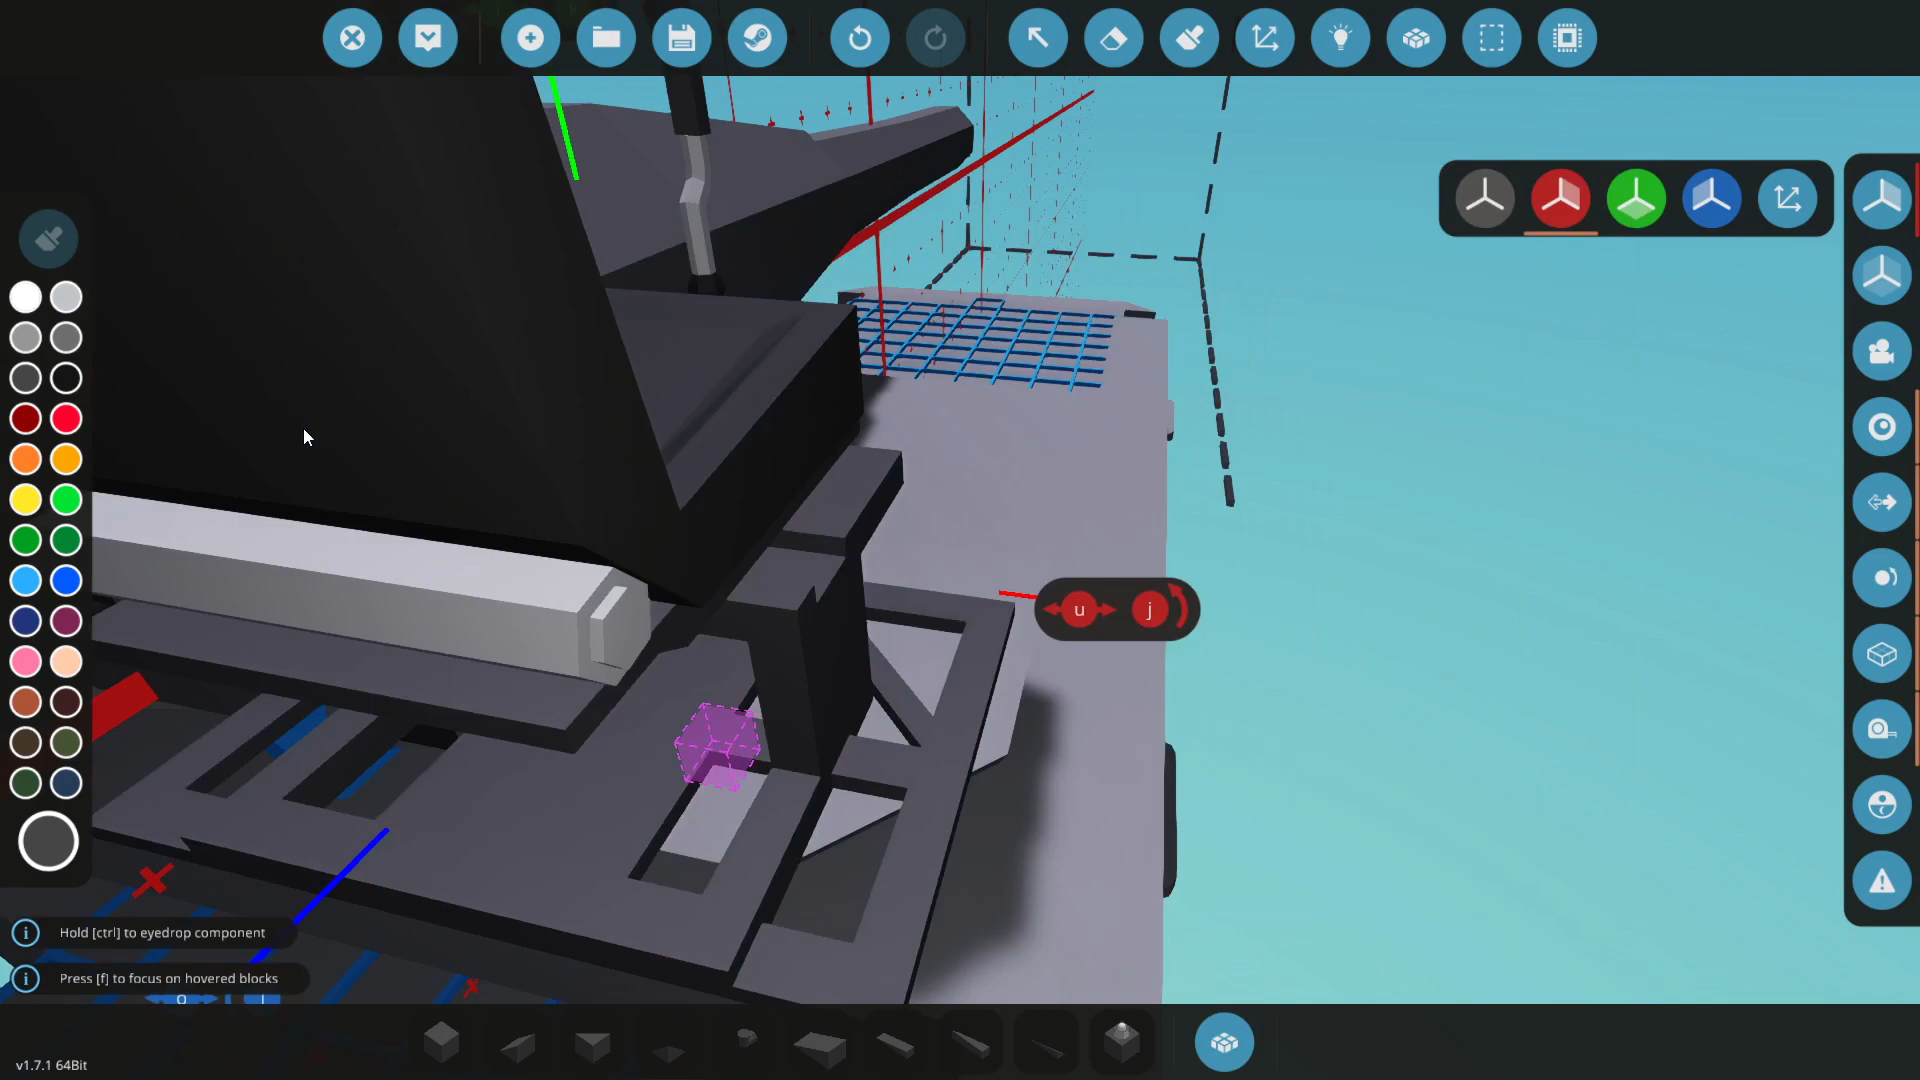 u
j
Hold [ctrl] to eyedrop component
Press [f] to focus on hovered blocks
v1.7.1 64Bit